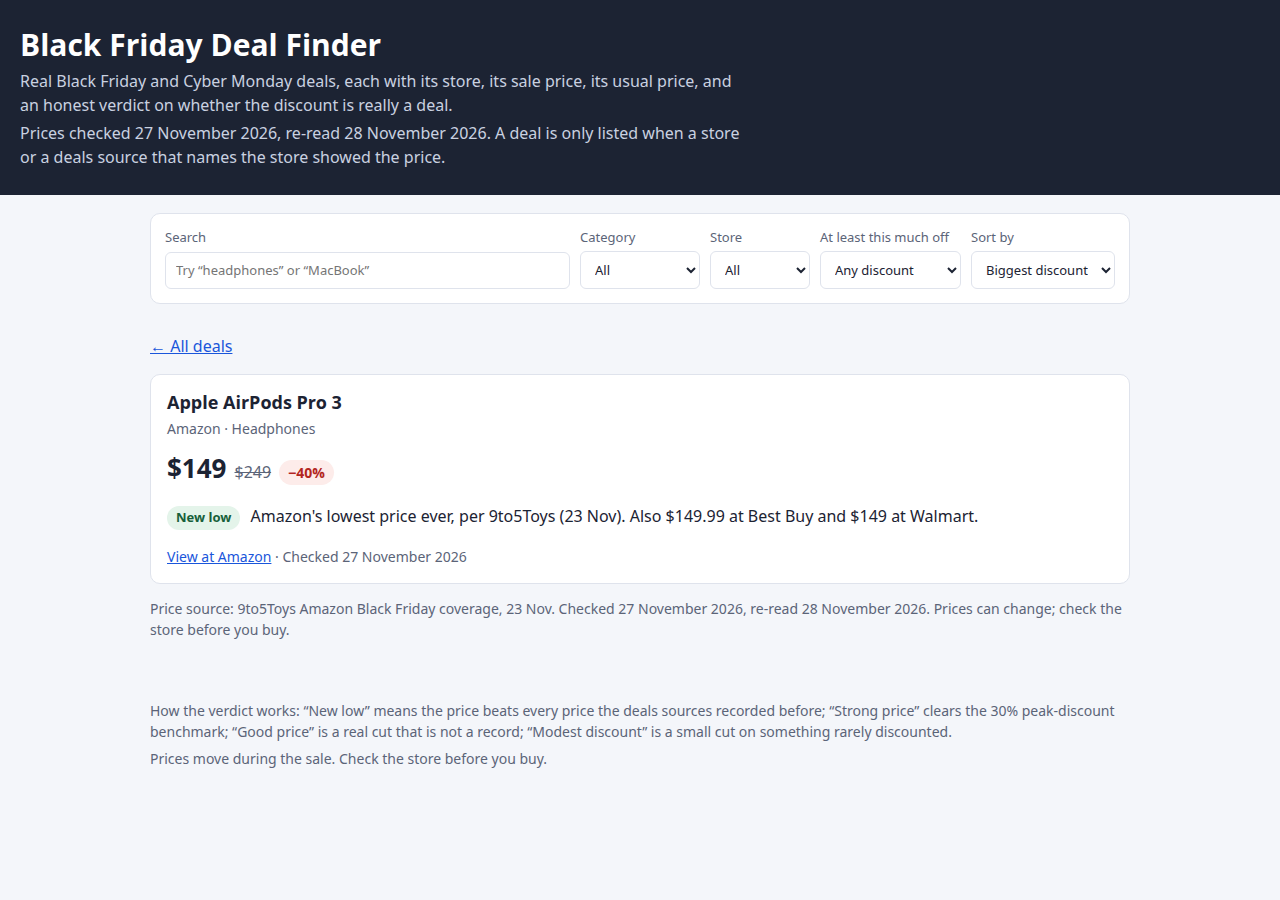 Black Friday Deal Finder
Real Black Friday and Cyber Monday deals, each with its store, its sale price, its usual price, and
an honest verdict on whether the discount is really a deal.
Prices checked 27 November 2026, re-read 28 November 2026. A deal is only listed when a store
or a deals source that names the store showed the price.
Search
Category
Store
At least this much off
Sort by
Try “headphones” or “MacBook”
All
All
Any discount
Biggest discount
← All deals
Apple AirPods Pro 3
Amazon · Headphones
$149 $249 −40%
New low Amazon's lowest price ever, per 9to5Toys (23 Nov). Also $149.99 at Best Buy and $149 at Walmart.
View at Amazon · Checked 27 November 2026
Price source: 9to5Toys Amazon Black Friday coverage, 23 Nov. Checked 27 November 2026, re-read 28 November 2026. Prices can change; check the
store before you buy.
How the verdict works: “New low” means the price beats every price the deals sources recorded before; “Strong price” clears the 30% peak-discount
benchmark; “Good price” is a real cut that is not a record; “Modest discount” is a small cut on something rarely discounted.
Prices move during the sale. Check the store before you buy.